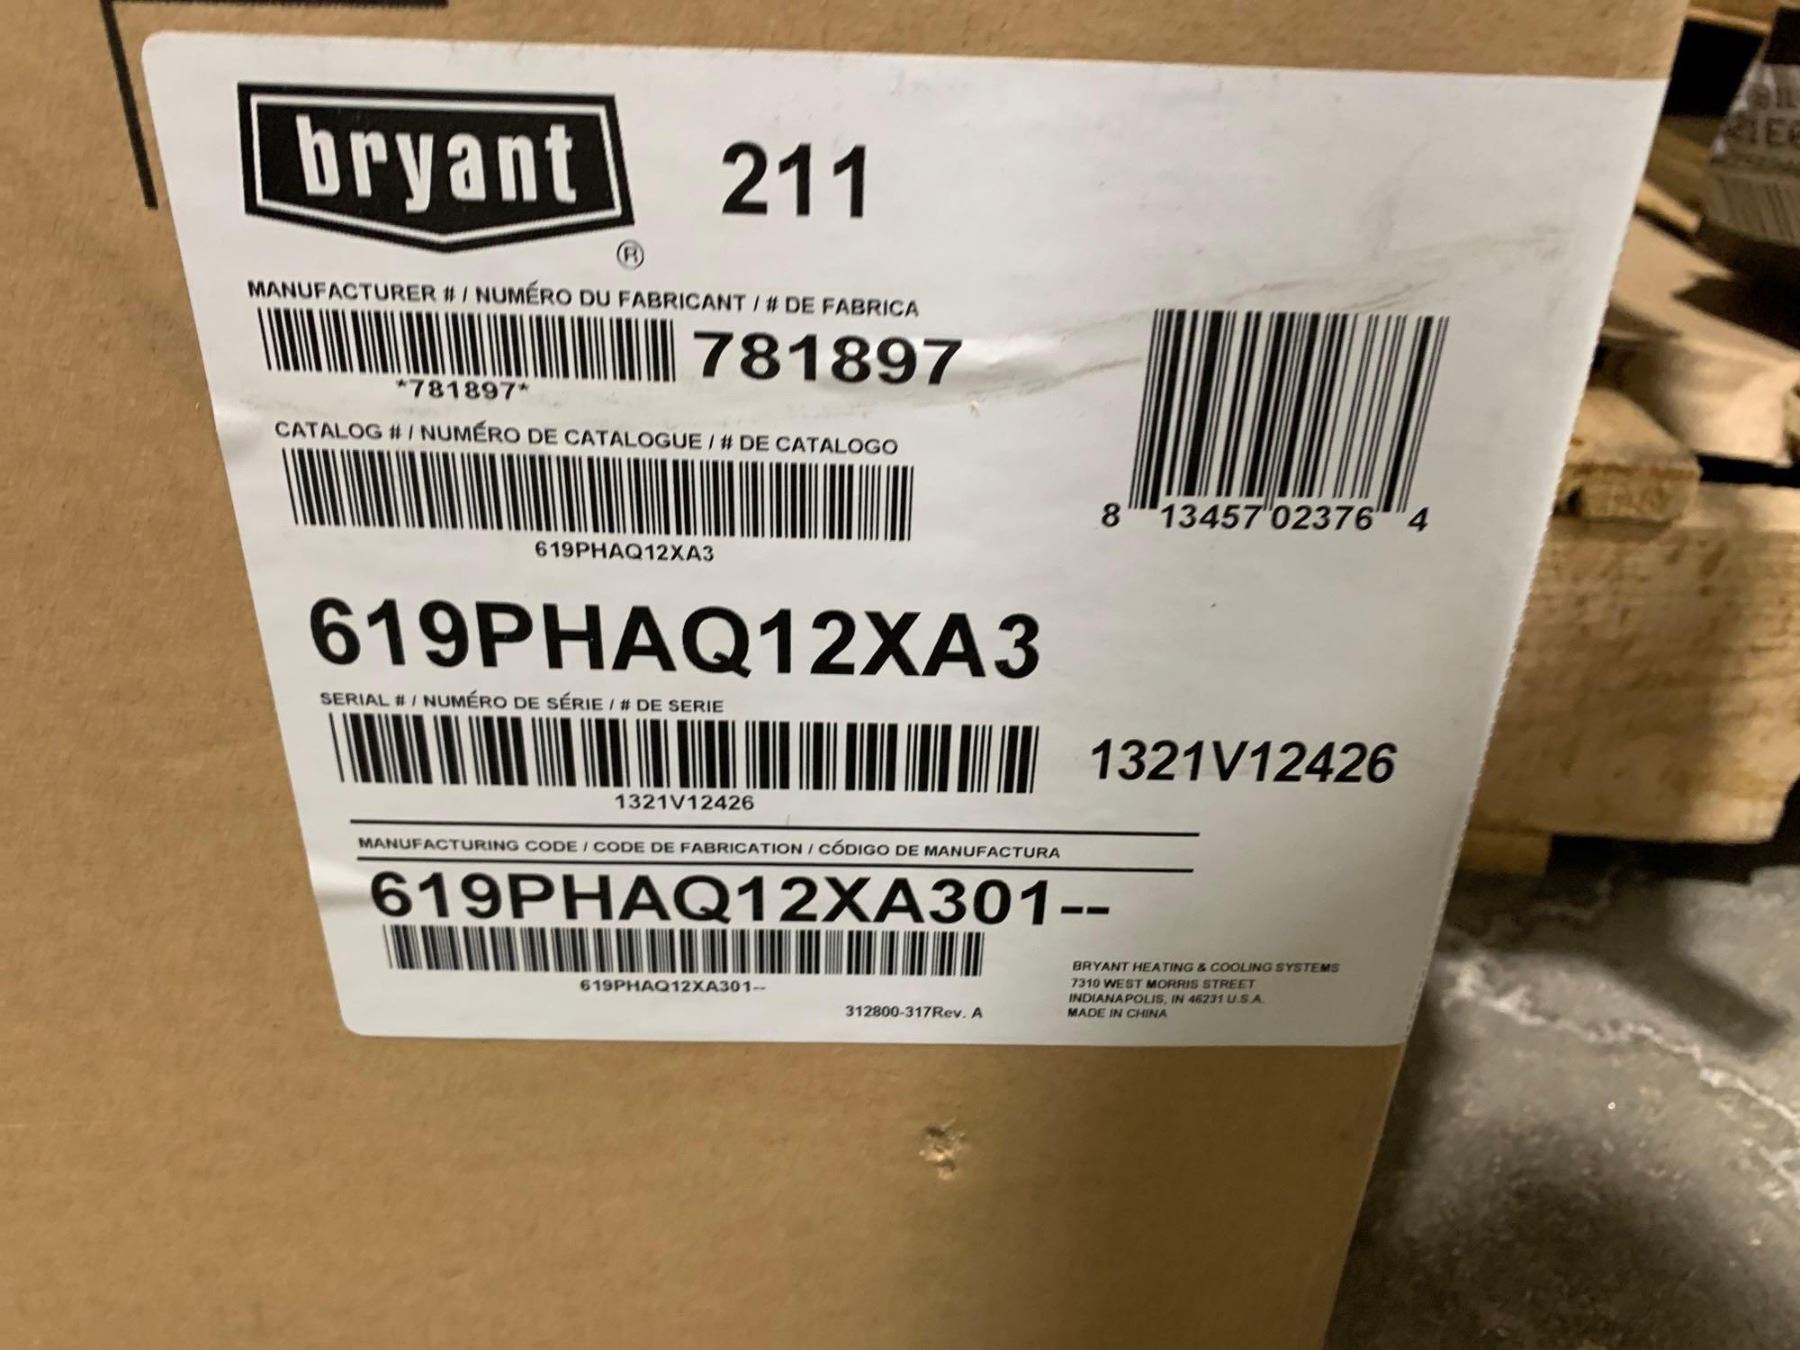 bryant ® 211
MANUFACTURER # / NUMÉRO DU FABRICANT / # DE FABRICA
781897
*781897*
CATALOG # / NUMÉRO DE CATALOGUE / # DE CATALOGO
619PHAQ12XA3
8 13457 02376 4
619PHAQ12XA3
SERIAL # / NUMÉRO DE SÉRIE / # DE SERIE
1321V12426
1321V12426
MANUFACTURING CODE / CODE DE FABRICATION / CÓDIGO DE MANUFACTURA
619PHAQ12XA301--
619PHAQ12XA301--
312800-317Rev. A
BRYANT HEATING & COOLING SYSTEMS
7310 WEST MORRIS STREET
INDIANAPOLIS, IN 46231 U.S.A.
MADE IN CHINA